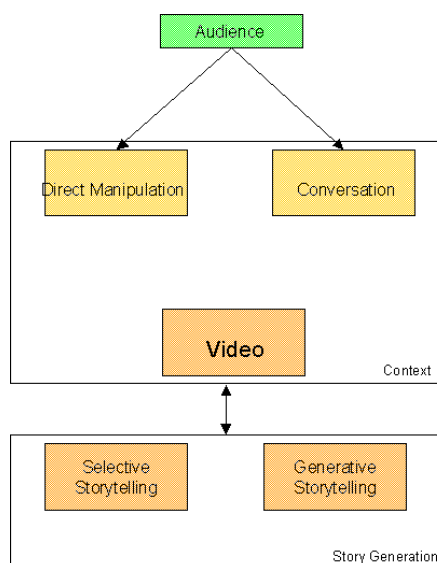 Audience
Direct Manipulation
Conversation
Video
Context
Selective
Storytelling
Generative
Storytelling
Story Generation